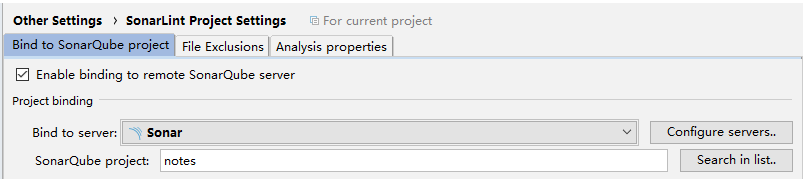 Other Settings › SonarLint Project Settings For current project
Bind to SonarQube project File Exclusions Analysis properties
Enable binding to remote SonarQube server
Project binding
Bind to server: Sonar Configure servers..
SonarQube project: notes Search in list..